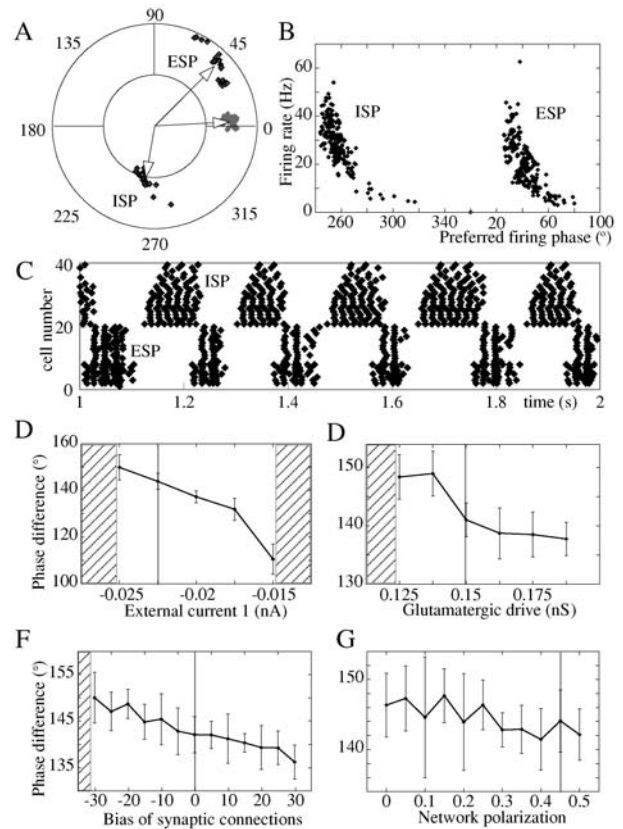 A
90
135
45
ESP
180
0
ISP
225
315
270
B
Firing rate (Hz)
60
40
20
0
ISP
ESP
260
300
340
20
60
100
Preferred firing phase (°)
C
cell number
40
20
0
ISP
ESP
1
1.2
1.4
1.6
1.8
2
time (s)
D
Phase difference (°)
160
140
120
100
-0.025
-0.02
-0.015
External current 1 (nA)
D
150
140
130
0.125
0.15
0.175
Glutamatergic drive (nS)
F
Phase difference (°)
155
145
135
-30
-20
-10
0
10
20
30
Bias of synaptic connections
G
150
140
0
0.1
0.2
0.3
0.4
0.5
Network polarization